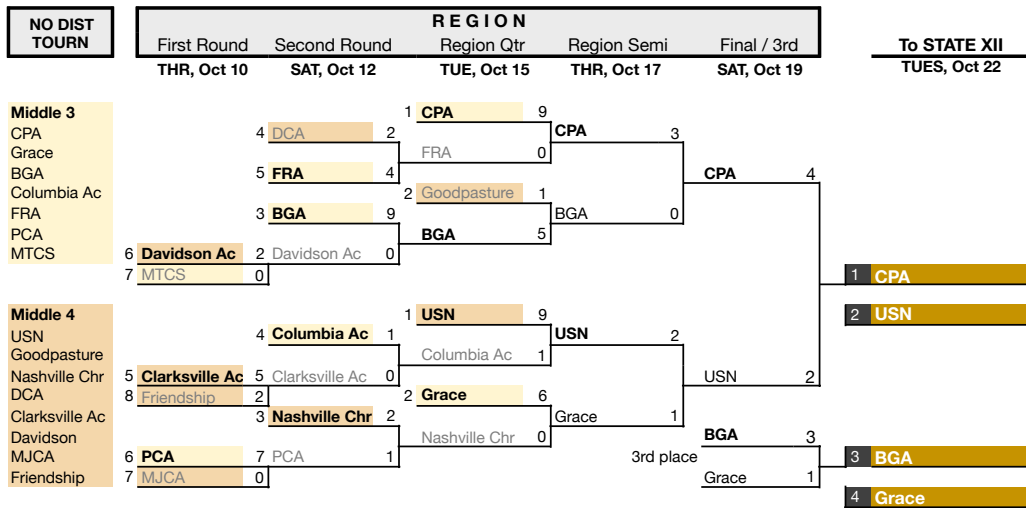 NO DIST
TOURN
REGION
First Round Second Round Region Qtr Region Semi Final / 3rd
To STATE XII
THR, Oct 10 SAT, Oct 12 TUE, Oct 15 THR, Oct 17 SAT, Oct 19
TUES, Oct 22
Middle 3
CPA
Grace
BGA
Columbia Ac
FRA
PCA
MTCS
Middle 4
USN
Goodpasture
Nashville Chr
DCA
Clarksville Ac
Davidson
MJCA
Friendship
6 Davidson Ac 2
7 MTCS 0
5 Clarksville Ac 5
8 Friendship 2
6 PCA 7
7 MJCA 0
4 DCA 2
5 FRA 4
3 BGA 9
Davidson Ac 0
4 Columbia Ac 1
Clarksville Ac 0
3 Nashville Chr 2
PCA 1
1 CPA 9
FRA 0
2 Goodpasture 1
BGA 5
1 USN 9
Columbia Ac 1
2 Grace 6
Nashville Chr 0
CPA 3
BGA 0
USN 2
Grace 1
CPA 4
USN 2
3rd place
BGA 3
Grace 1
1 CPA
2 USN
3 BGA
4 Grace